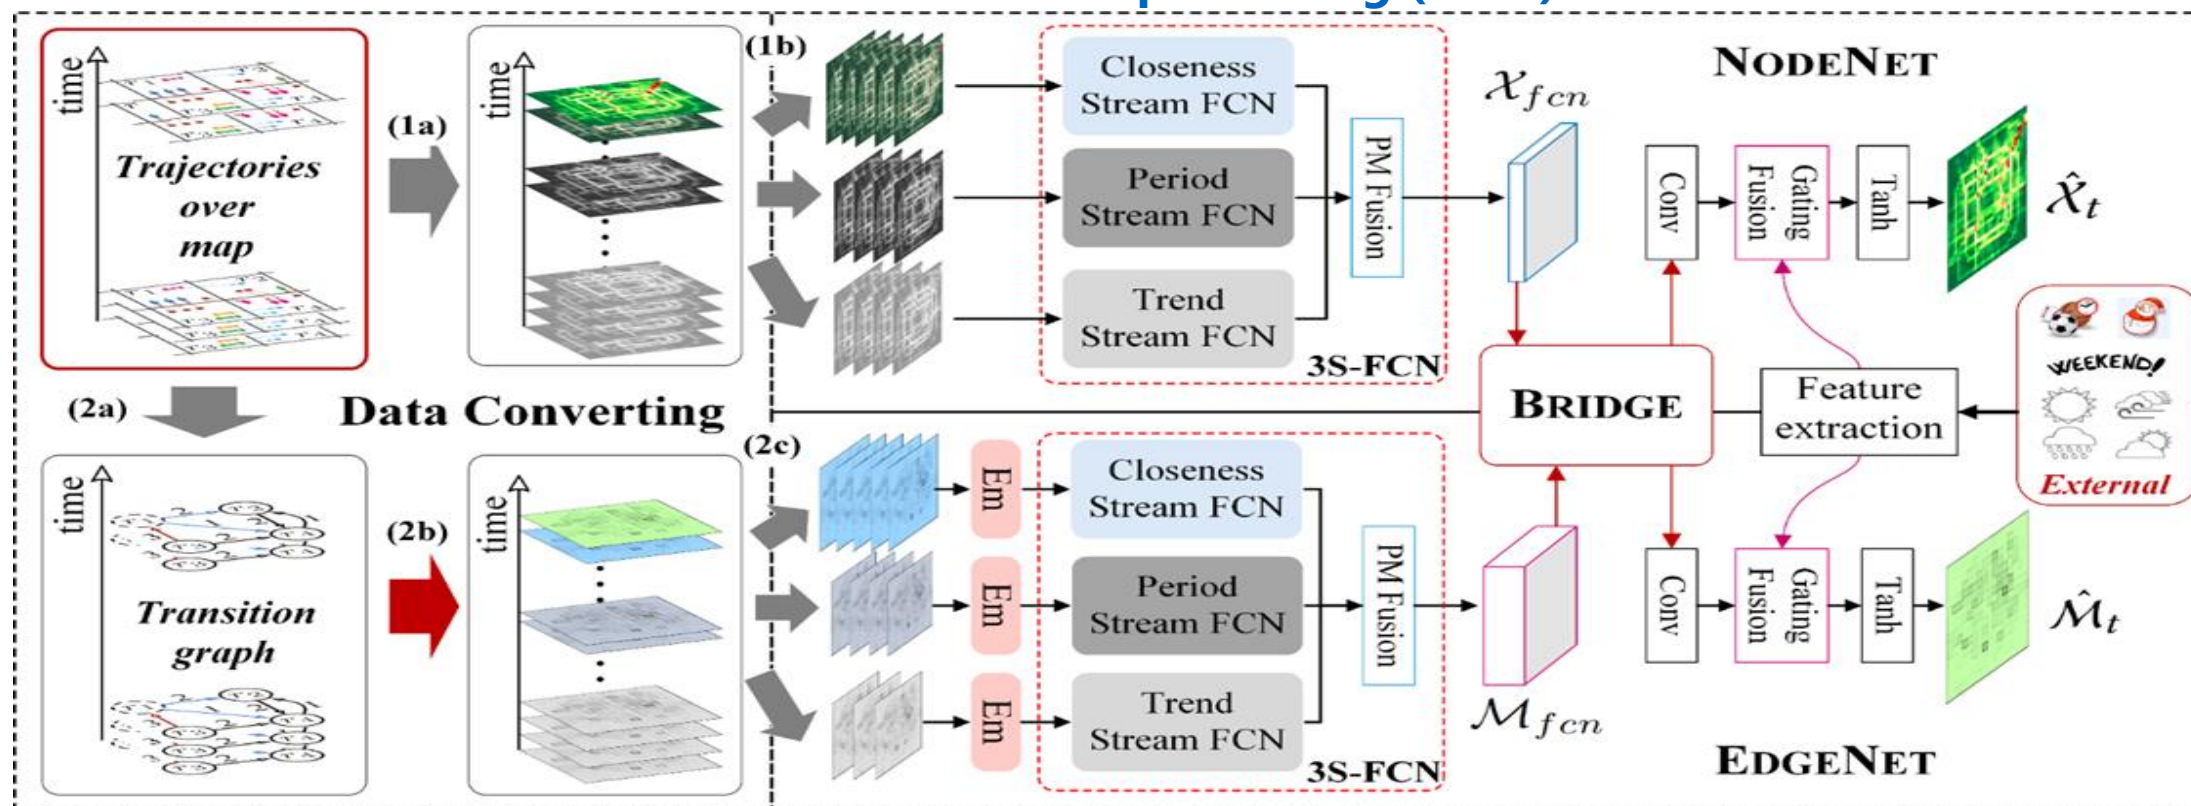 time
Trajectories
over
map
(1a)
time
(1b)
Closeness
Stream FCN
Period
Stream FCN
Trend
Stream FCN
PM Fusion
3S-FCN
𝒳fcn
NODENET
Conv
Gating
Fusion
Tanh
𝒳̂t
(2a)
Data Converting
BRIDGE
Feature
extraction
WEEKEND!
External
time
Transition
graph
(2b)
time
(2c)
Em
Em
Em
Closeness
Stream FCN
Period
Stream FCN
Trend
Stream FCN
PM Fusion
3S-FCN
ℳfcn
Conv
Gating
Fusion
Tanh
ℳ̂t
EDGENET